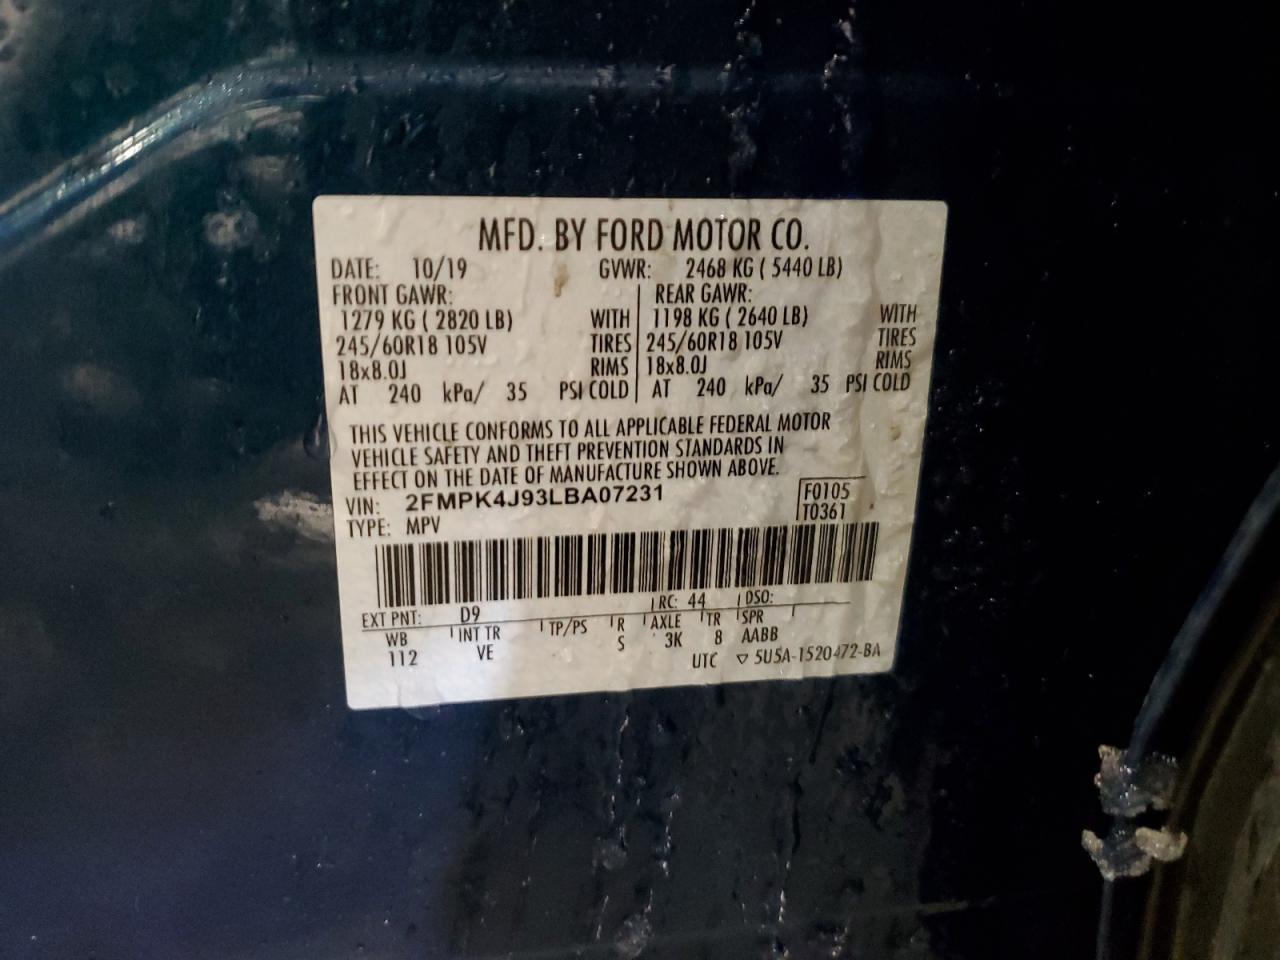 MFD. BY FORD MOTOR CO.
DATE: 10/19 GVWR: 2468 KG ( 5440 LB)
FRONT GAWR: REAR GAWR:
1279 KG ( 2820 LB) WITH 1198 KG ( 2640 LB) WITH
245/60R18 105V TIRES 245/60R18 105V TIRES
18x8.0J RIMS 18x8.0J RIMS
AT 240 kPa/ 35 PSI COLD AT 240 kPa/ 35 PSI COLD
THIS VEHICLE CONFORMS TO ALL APPLICABLE FEDERAL MOTOR
VEHICLE SAFETY AND THEFT PREVENTION STANDARDS IN
EFFECT ON THE DATE OF MANUFACTURE SHOWN ABOVE.
VIN: 2FMPK4J93LBA07231 F0105
TYPE: MPV T0361
EXT PNT: D9 RC: 44 DSO:
WB INT TR TP/PS R AXLE TR SPR
112 VE S 3K 8 AABB
UTC ▽ 5U5A-1520472-BA